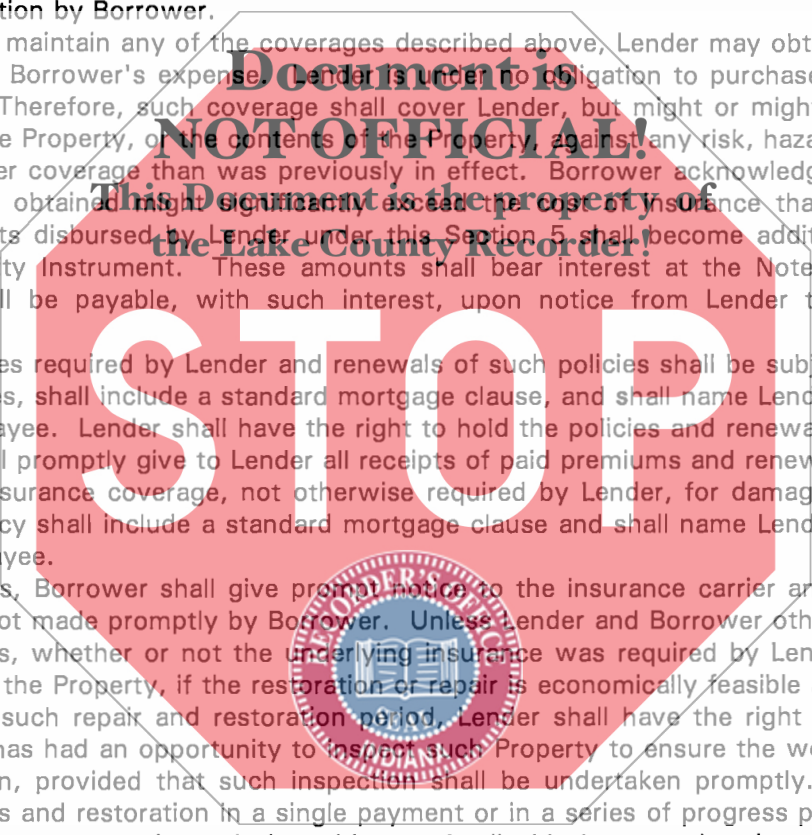 tion by Borrower.
maintain any of the coverages described above, Lender may obt
Borrower's expense. Lender is under no obligation to purchase
Document is
Therefore, such coverage shall cover Lender, but might or migh
e Property, or the contents of the Property, against any risk, haza
NOT OFFICIAL!
er coverage than was previously in effect. Borrower acknowledg
obtained might significantly exceed the cost of insurance tha
This Document is the property of
ts disbursed by Lender under this Section 5 shall become addit
the Lake County Recorder!
ty Instrument. These amounts shall bear interest at the Note
ll be payable, with such interest, upon notice from Lender t
es required by Lender and renewals of such policies shall be subj
es, shall include a standard mortgage clause, and shall name Lend
ayee. Lender shall have the right to hold the policies and renewa
STOP
l promptly give to Lender all receipts of paid premiums and renew
surance coverage, not otherwise required by Lender, for damag
cy shall include a standard mortgage clause and shall name Lend
yee.
s, Borrower shall give prompt notice to the insurance carrier an
ot made promptly by Borrower. Unless Lender and Borrower oth
s, whether or not the underlying insurance was required by Len
the Property, if the restoration or repair is economically feasible
such repair and restoration period, Lender shall have the right
has had an opportunity to inspect such Property to ensure the wo
n, provided that such inspection shall be undertaken promptly.
s and restoration in a single payment or in a series of progress p
RECORDER'S OFFICE
SEAL
INDIANA